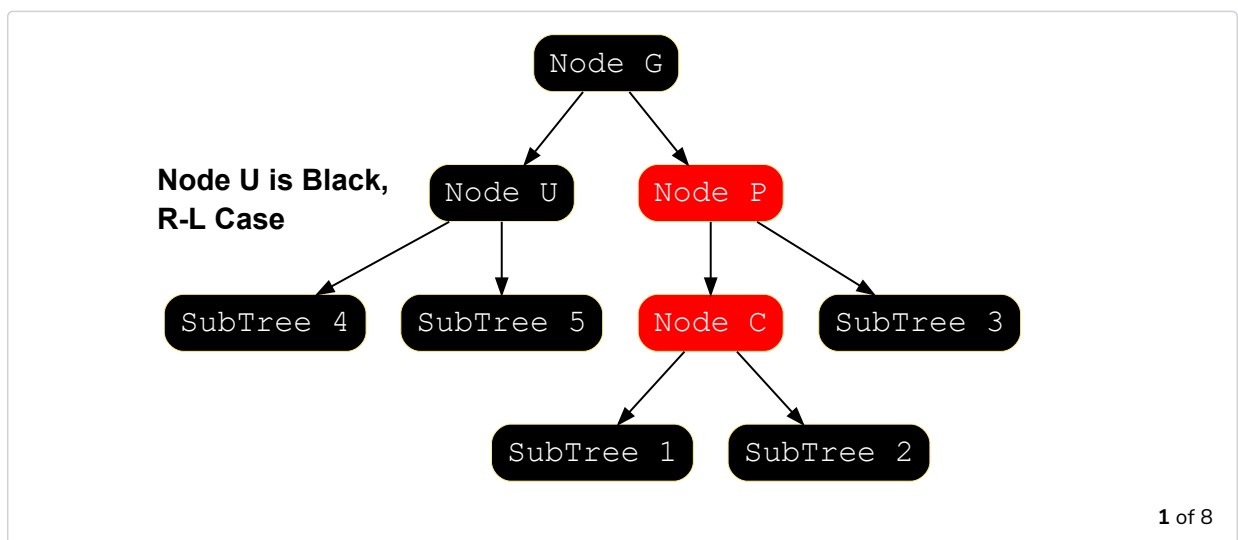 Node G
Node U is Black,
R-L Case
Node U
Node P
SubTree 4
SubTree 5
Node C
SubTree 3
SubTree 1
SubTree 2
1 of 8